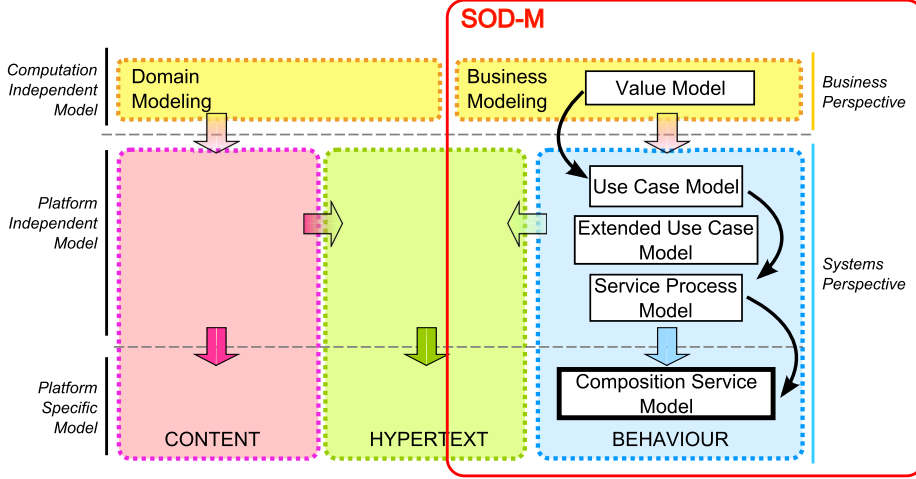 SOD-M
Computation
Independent
Model
Domain
Modeling
Business
Modeling
Value Model
Business
Perspective
Platform
Independent
Model
Use Case Model
Extended Use Case
Model
Service Process
Model
Systems
Perspective
Platform
Specific
Model
Composition Service
Model
CONTENT
HYPERTEXT
BEHAVIOUR